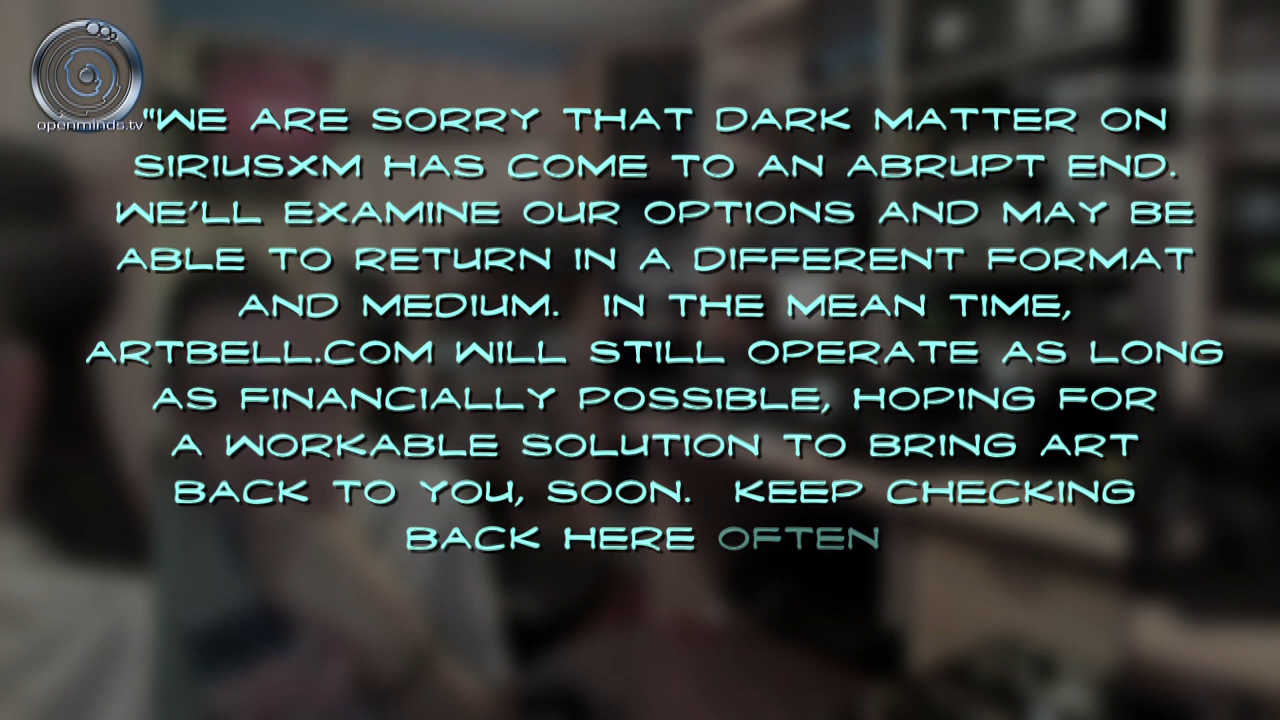 openminds.tv
"WE ARE SORRY THAT DARK MATTER ON
SIRIUSXM HAS COME TO AN ABRUPT END.
WE'LL EXAMINE OUR OPTIONS AND MAY BE
ABLE TO RETURN IN A DIFFERENT FORMAT
AND MEDIUM. IN THE MEAN TIME,
ARTBELL.COM WILL STILL OPERATE AS LONG
AS FINANCIALLY POSSIBLE, HOPING FOR
A WORKABLE SOLUTION TO BRING ART
BACK TO YOU, SOON. KEEP CHECKING
BACK HERE OFTEN